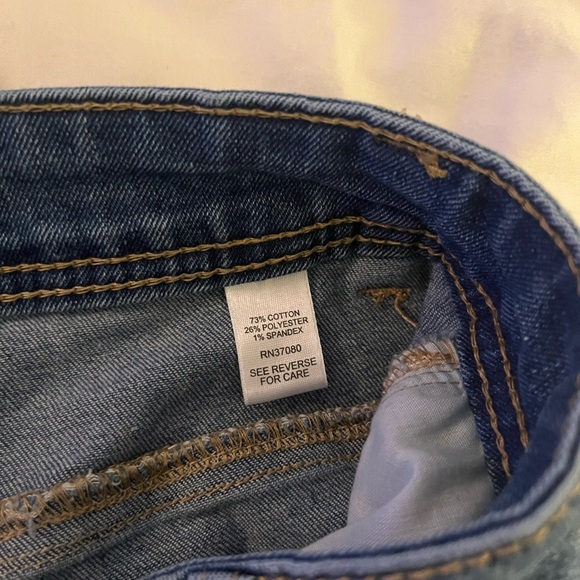 73% COTTON
26% POLYESTER
1% SPANDEX
RN37080
SEE REVERSE
FOR CARE